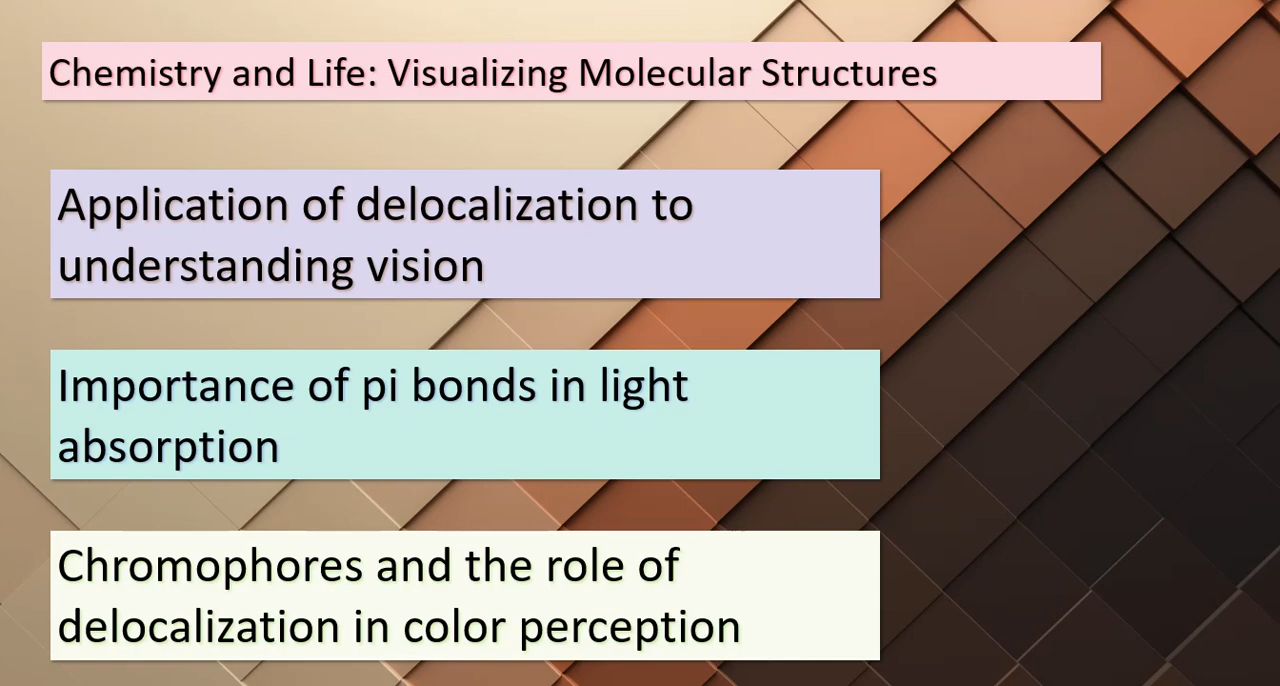 Chemistry and Life: Visualizing Molecular Structures
Application of delocalization to
understanding vision
Importance of pi bonds in light
absorption
Chromophores and the role of
delocalization in color perception